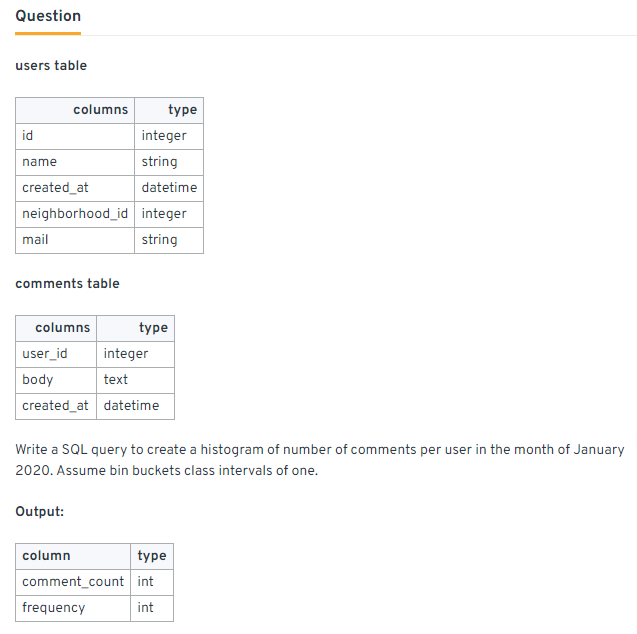 Question
users table
columns type
id integer
name string
created_at datetime
neighborhood_id integer
mail string
comments table
columns type
user_id integer
body text
created_at datetime
Write a SQL query to create a histogram of number of comments per user in the month of January
2020. Assume bin buckets class intervals of one.
Output:
column type
comment_count int
frequency int